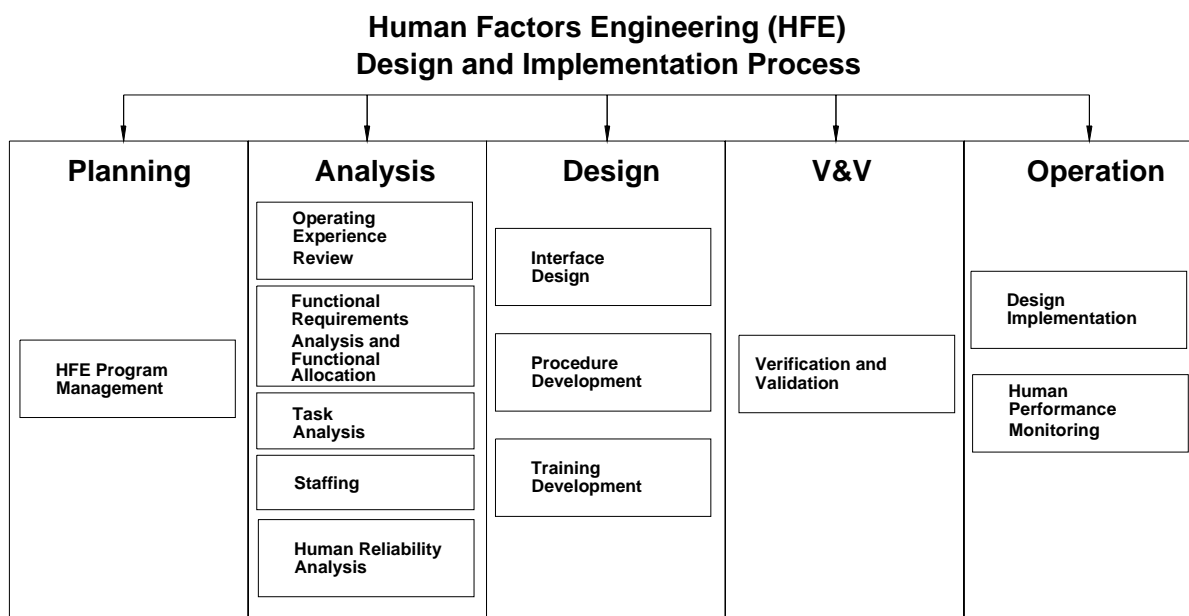 Human Factors Engineering (HFE)
Design and Implementation Process
Planning
HFE Program
Management
Analysis
Operating
Experience
Review
Functional
Requirements
Analysis and
Functional
Allocation
Task
Analysis
Staffing
Human Reliability
Analysis
Design
Interface
Design
Procedure
Development
Training
Development
V&V
Verification and
Validation
Operation
Design
Implementation
Human
Performance
Monitoring